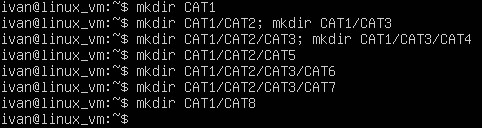 ivan@linux_vm:~$ mkdir CAT1
ivan@linux_vm:~$ mkdir CAT1/CAT2; mkdir CAT1/CAT3
ivan@linux_vm:~$ mkdir CAT1/CAT2/CAT3; mkdir CAT1/CAT3/CAT4
ivan@linux_vm:~$ mkdir CAT1/CAT2/CAT5
ivan@linux_vm:~$ mkdir CAT1/CAT2/CAT3/CAT6
ivan@linux_vm:~$ mkdir CAT1/CAT2/CAT3/CAT7
ivan@linux_vm:~$ mkdir CAT1/CAT8
ivan@linux_vm:~$